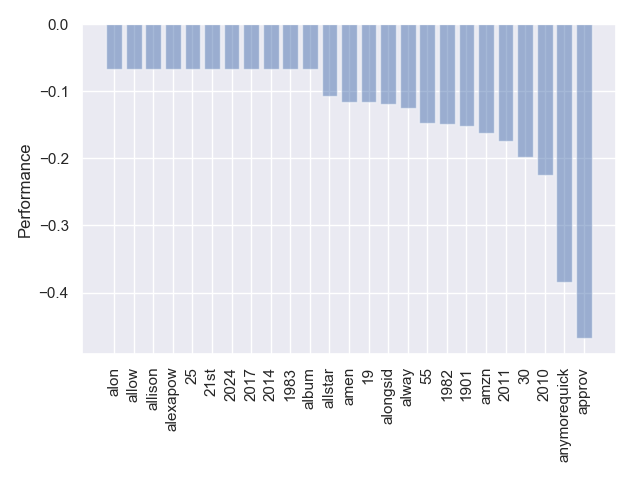 0.0
−0.1
−0.2
−0.3
−0.4
Performance
alon
allow
allison
alexapow
25
21st
2024
2017
2014
1983
album
allstar
amen
19
alongsid
alway
55
1982
1901
amzn
2011
30
2010
anymorequick
approv